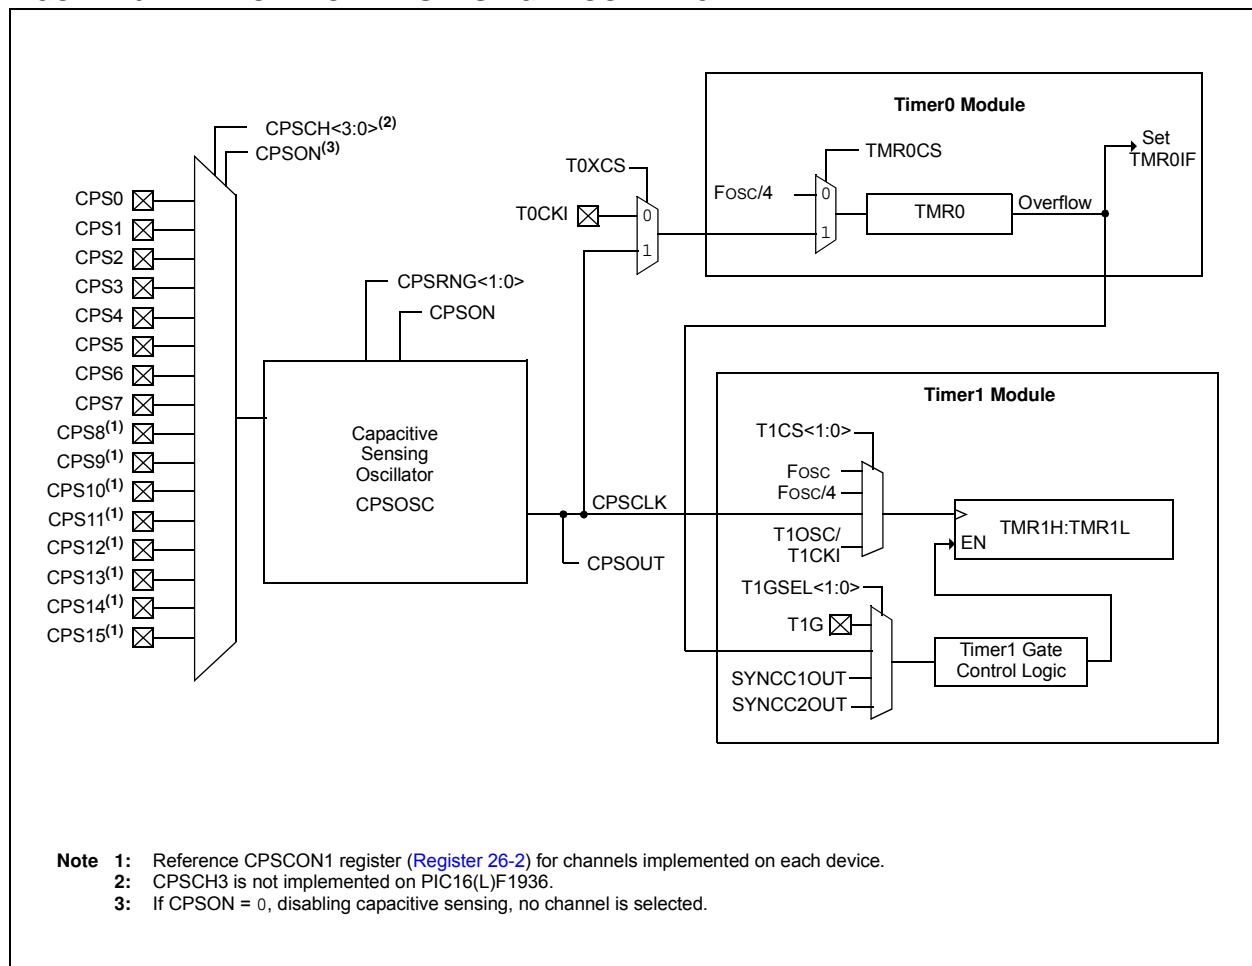 Timer0 Module
CPSCH<3:0>(2)
CPSON(3)
TMR0CS
Set
TMR0IF
T0XCS
FOSC/4
0
TMR0
Overflow
1
T0CKI
0
1
CPS0
CPS1
CPS2
CPS3
CPS4
CPS5
CPS6
CPS7
CPS8(1)
CPS9(1)
CPS10(1)
CPS11(1)
CPS12(1)
CPS13(1)
CPS14(1)
CPS15(1)
CPSRNG<1:0>
CPSON
Capacitive
Sensing
Oscillator
CPSOSC
CPSCLK
CPSOUT
Timer1 Module
T1CS<1:0>
FOSC
FOSC/4
T1OSC/
T1CKI
TMR1H:TMR1L
EN
T1GSEL<1:0>
T1G
SYNCC1OUT
SYNCC2OUT
Timer1 Gate
Control Logic
Note 1: Reference CPSCON1 register (Register 26-2) for channels implemented on each device.
2: CPSCH3 is not implemented on PIC16(L)F1936.
3: If CPSON = 0, disabling capacitive sensing, no channel is selected.